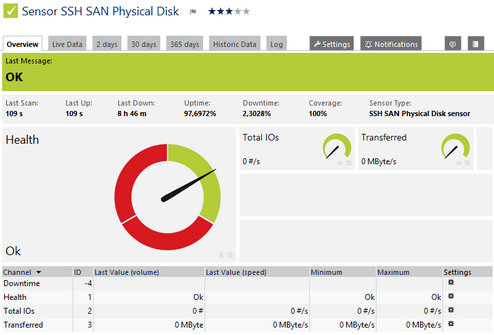 Sensor SSH SAN Physical Disk
Overview Live Data 2 days 30 days 365 days Historic Data Log Settings Notifications
Last Message:
OK
Last Scan: Last Up: Last Down: Uptime: Downtime: Coverage: Sensor Type:
109 s 109 s 8 h 46 m 97,6972% 2,3028% 100% SSH SAN Physical Disk sensor
Health Total IOs Transferred
0 #/s 0 MByte/s
Ok
Channel ID Last Value (volume) Last Value (speed) Minimum Maximum Settings
Downtime -4
Health 1 Ok Ok Ok
Total IOs 2 0 # 0 #/s 0 #/s 0 #/s
Transferred 3 0 MByte 0 MByte/s 0 MByte/s 0 MByte/s